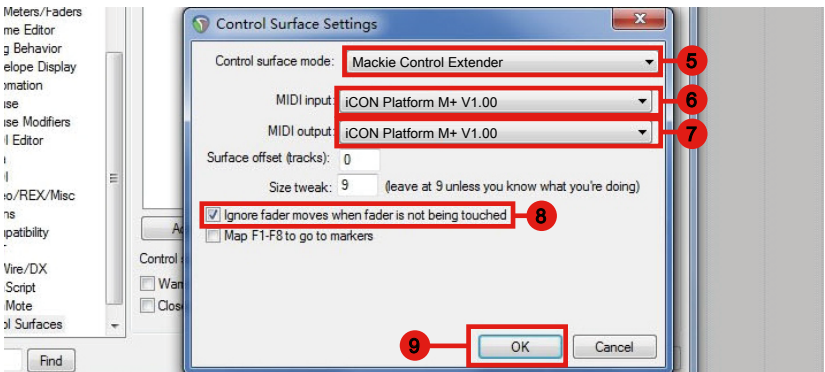 Meters/Faders
me Editor
g Behavior
elope Display
omation
use
use Modifiers
I Editor
eo/REX/Misc
ns
npatibility
Wire/DX
Script
Mote
ol Surfaces
Find
Control
Wan
Close
Control Surface Settings
Control surface mode: Mackie Control Extender 5
MIDI input: iCON Platform M+ V1.00 6
MIDI output: iCON Platform M+ V1.00 7
Surface offset (tracks): 0
Size tweak: 9 (leave at 9 unless you know what you're doing)
Ignore fader moves when fader is not being touched 8
Map F1-F8 to go to markers
9 OK Cancel